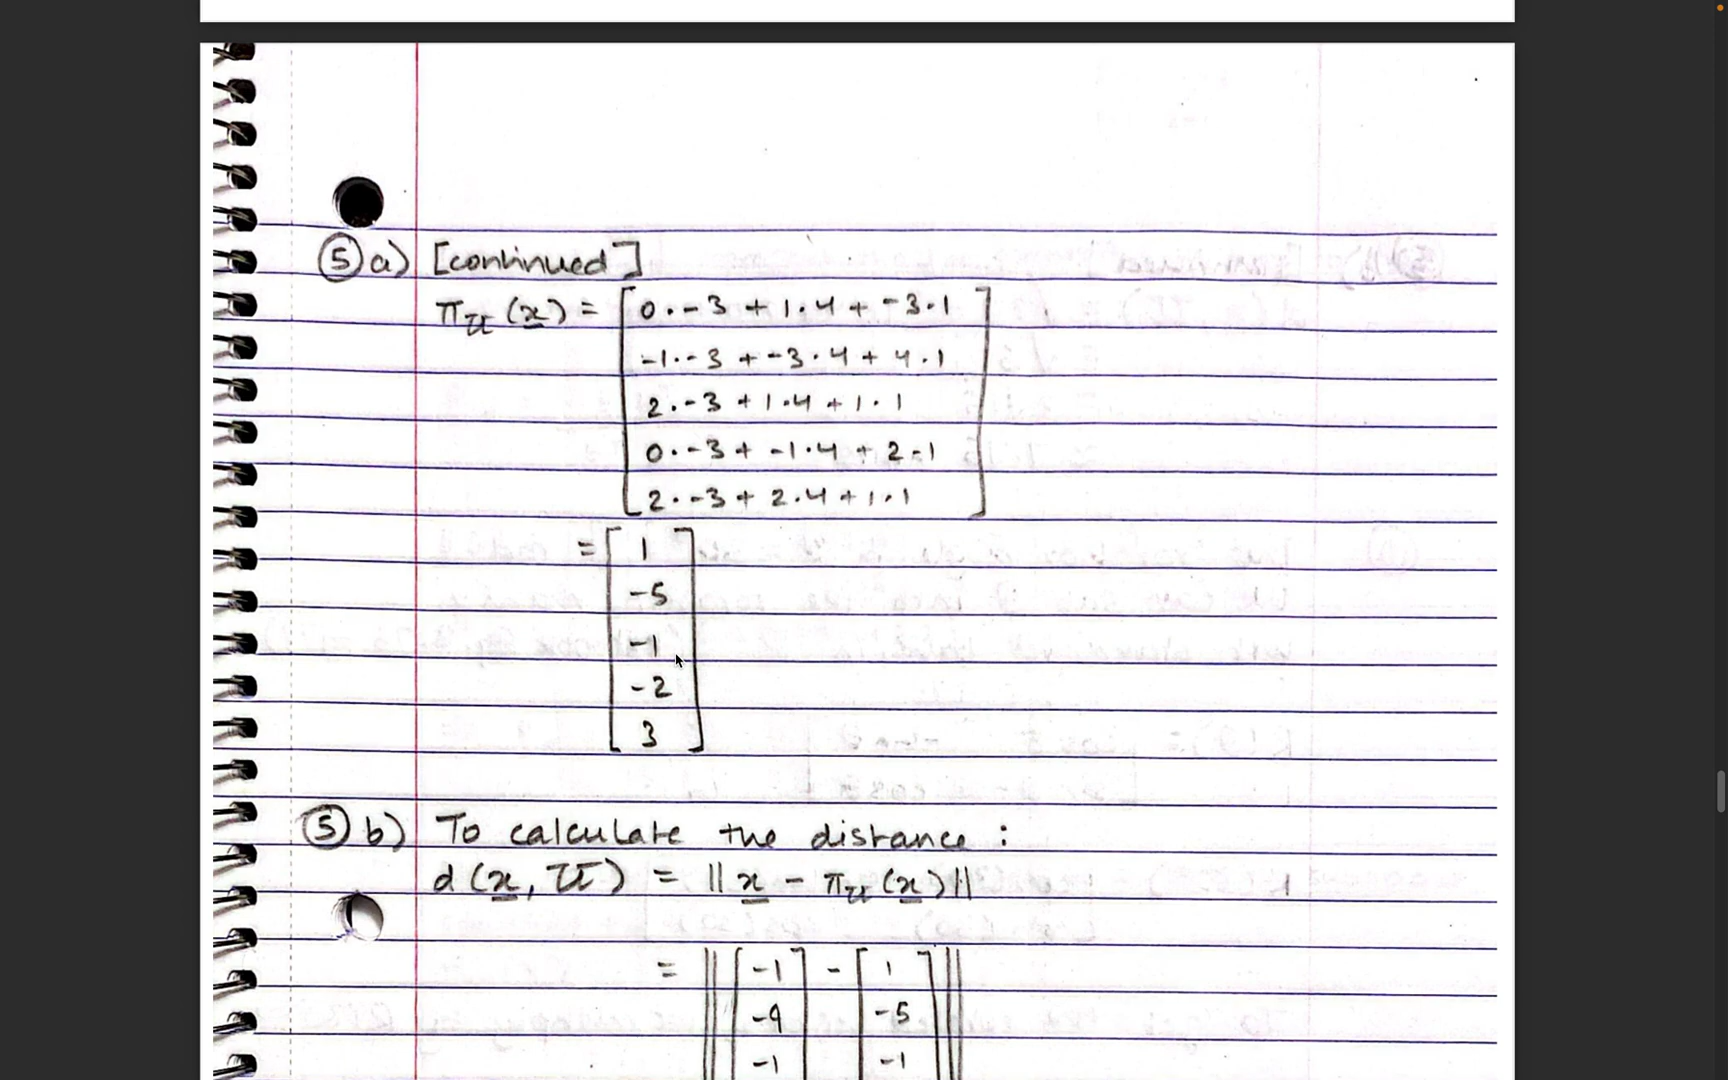 5 a) [continued]
π_U (x) = [ 0·-3 + 1·4 + -3·1
-1·-3 + -3·4 + 4·1
2·-3 + 1·4 + 1·1
0·-3 + -1·4 + 2·1
2·-3 + 2·4 + 1·1 ]
= [ 1
-5
-1
-2
3 ]
5 b) To calculate the distance :
d (x, U) = || x - π_U (x) ||
= || [ -1 ] - [ 1 ] ||
-9 -5
-1 -1